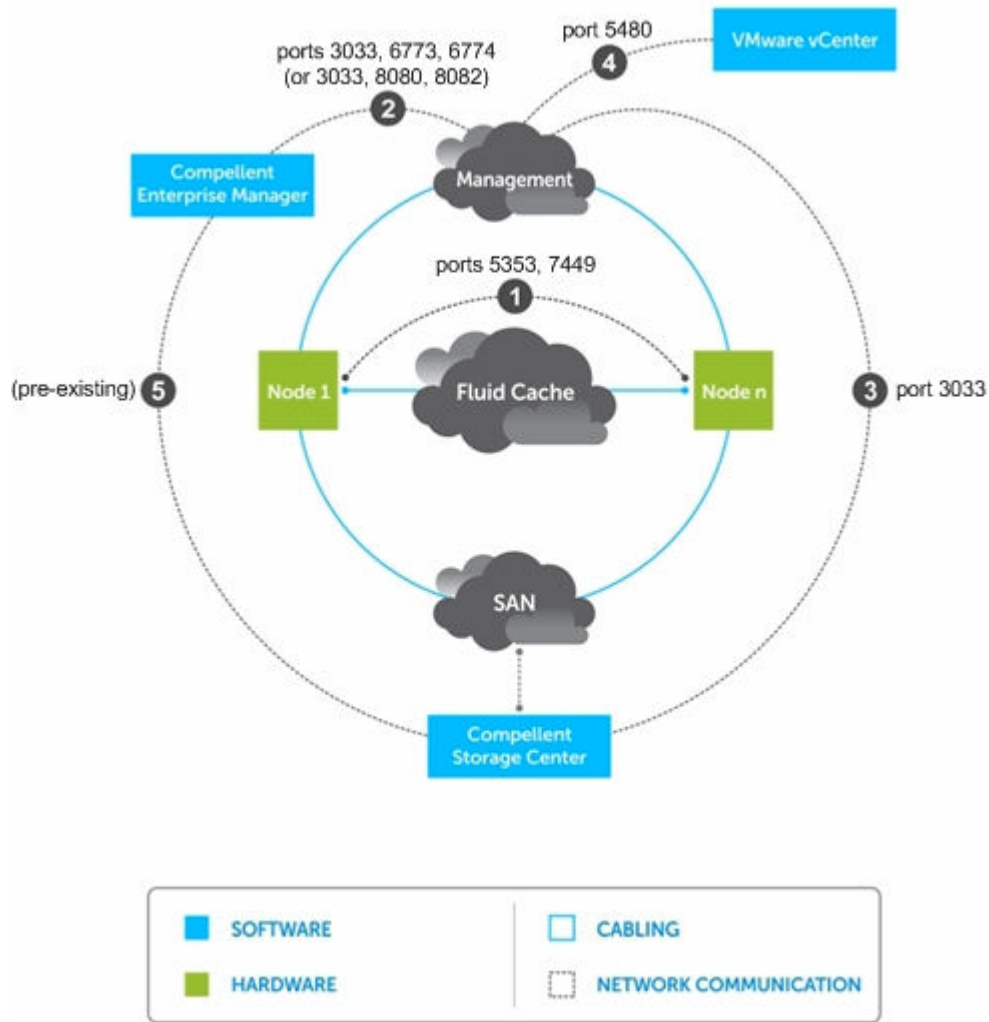 port 5480
VMware vCenter
ports 3033, 6773, 6774
(or 3033, 8080, 8082)
4
2
Compellent
Enterprise Manager
Management
ports 5353, 7449
1
(pre-existing)
5
Node 1
Fluid Cache
Node n
3
port 3033
SAN
Compellent
Storage Center
SOFTWARE
CABLING
HARDWARE
NETWORK COMMUNICATION